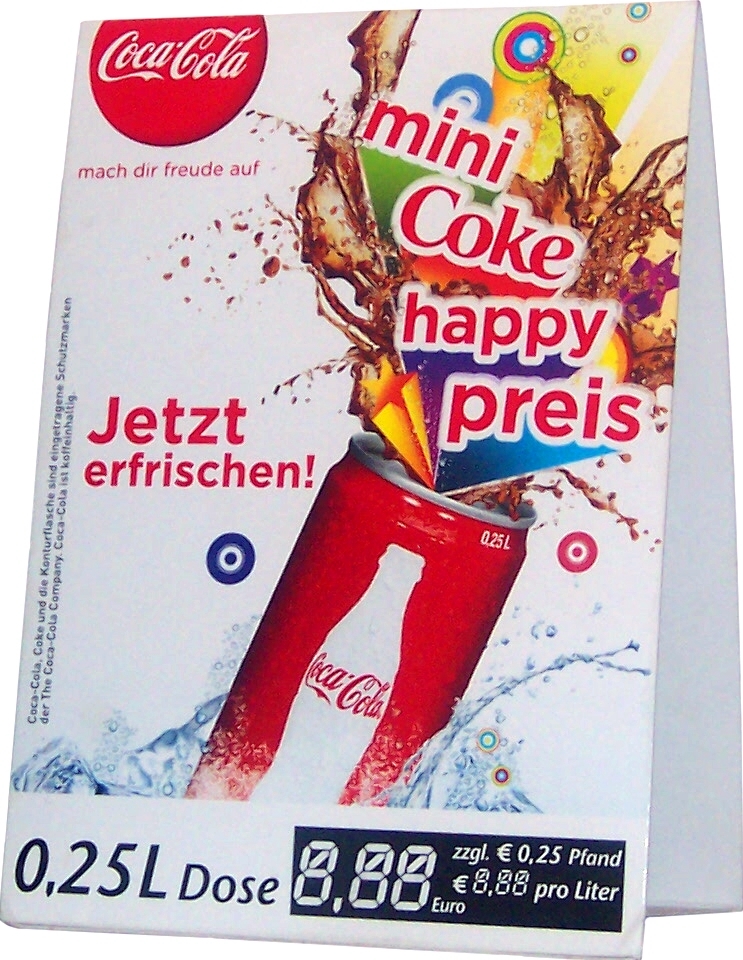 Coca-Cola
mach dir freude auf
mini
Coke
happy
preis
Jetzt
erfrischen!
0,25L
Coca-Cola
Coca-Cola, Coke und die Konturflasche sind eingetragene Schutzmarken
der The Coca-Cola Company. Coca-Cola ist koffeinhaltig.
0,25L Dose 8,88 Euro
zzgl. € 0,25 Pfand
€ 8,88 pro Liter